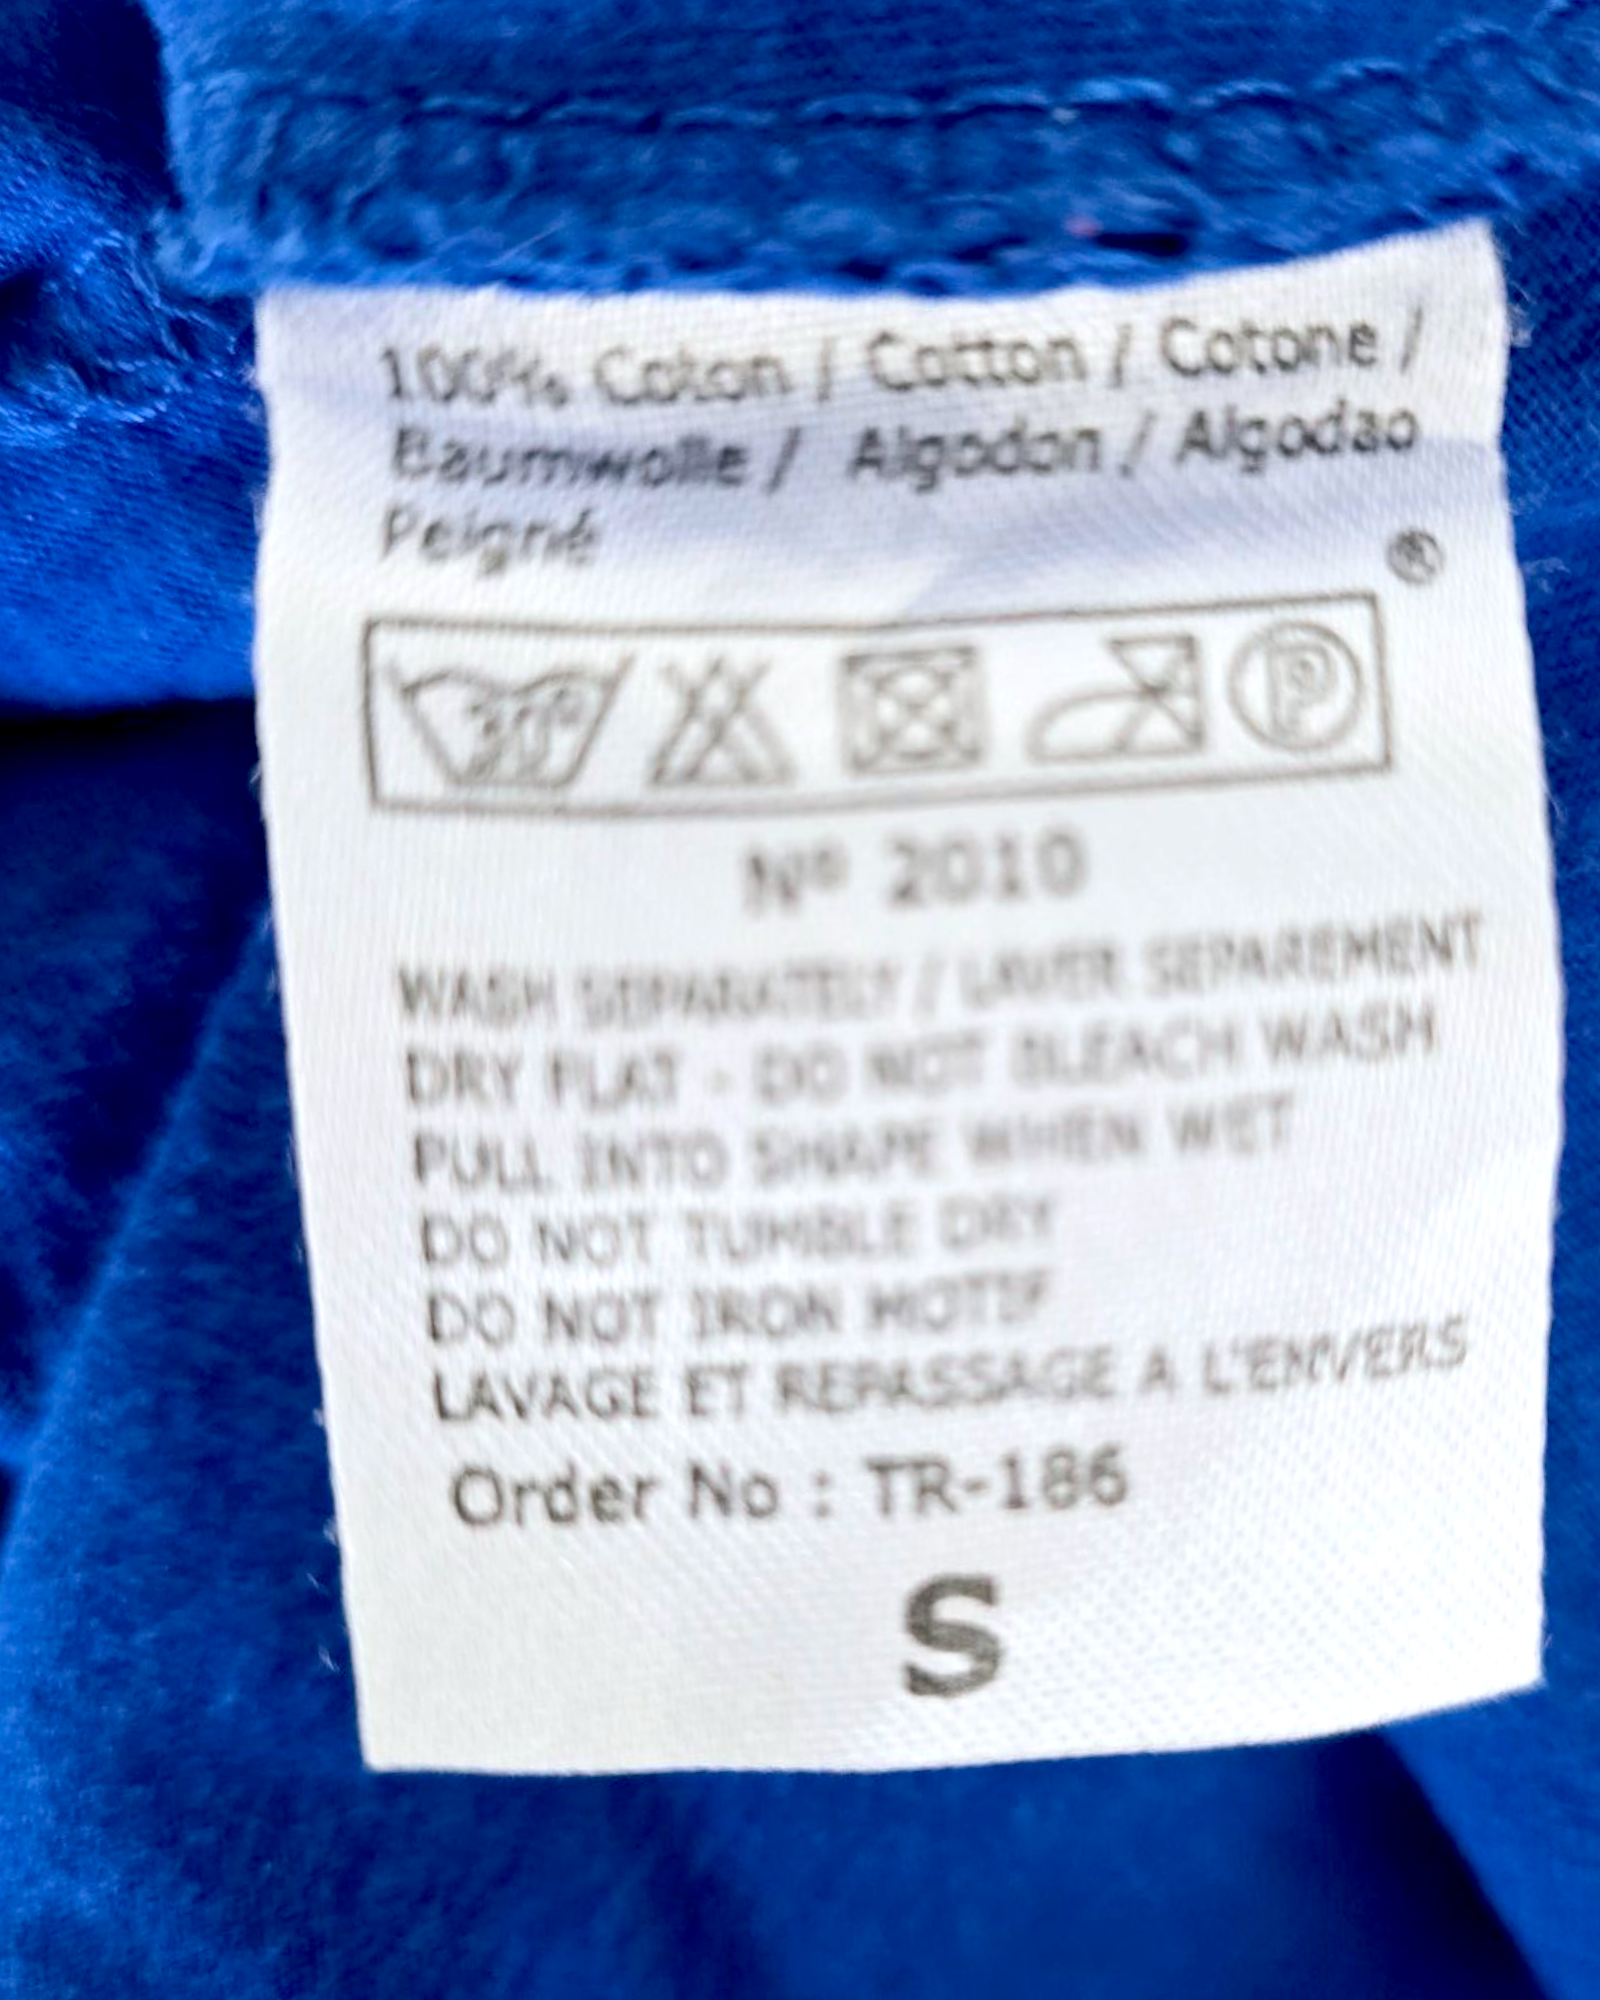 100% Coton / Cotton / Cotone /
Baumwolle / Algodon / Algodao
Peigné
®
30° P
Nº 2010
WASH SEPARATELY / LAVER SEPAREMENT
DRY FLAT - DO NOT BLEACH WASH
PULL INTO SHAPE WHEN WET
DO NOT TUMBLE DRY
DO NOT IRON MOTIF
LAVAGE ET REPASSAGE A L'ENVERS
Order No : TR-186
S